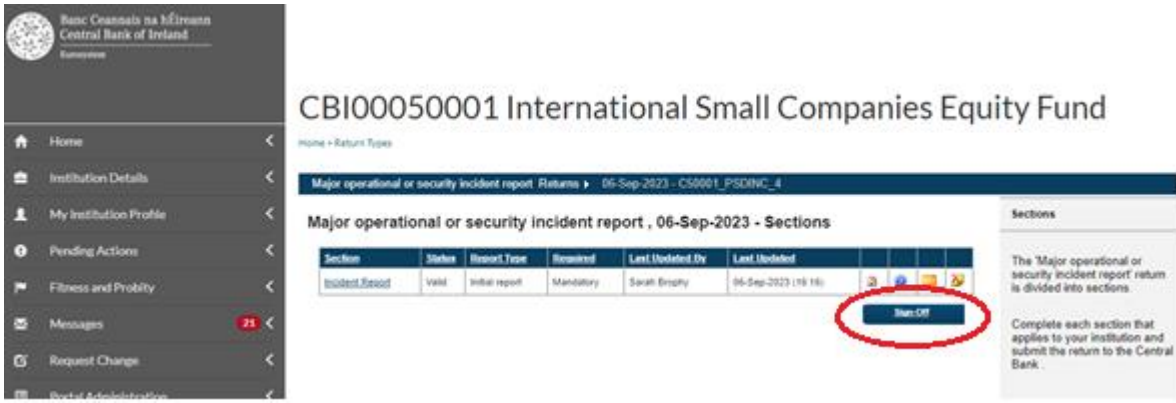 Banc Ceannais na hÉireann
Central Bank of Ireland
Eurosystem
CBI00050001 International Small Companies Equity Fund
Home » Return Types
Home
Institution Details
My Institution Profile
Pending Actions
Fitness and Probity
Messages 21
Request Change
Portal Administration
Major operational or security incident report Returns 06-Sep-2023 - CS0001_PSDINC_4
Major operational or security incident report , 06-Sep-2023 - Sections
Section Status Report Type Required Last Updated By Last Updated
Incident Report Valid Initial report Mandatory Sarah Brophy 06-Sep-2023 (16:16)
Sign Off
Sections
The 'Major operational or
security incident report' return
is divided into sections
Complete each section that
applies to your institution and
submit the return to the Central
Bank .